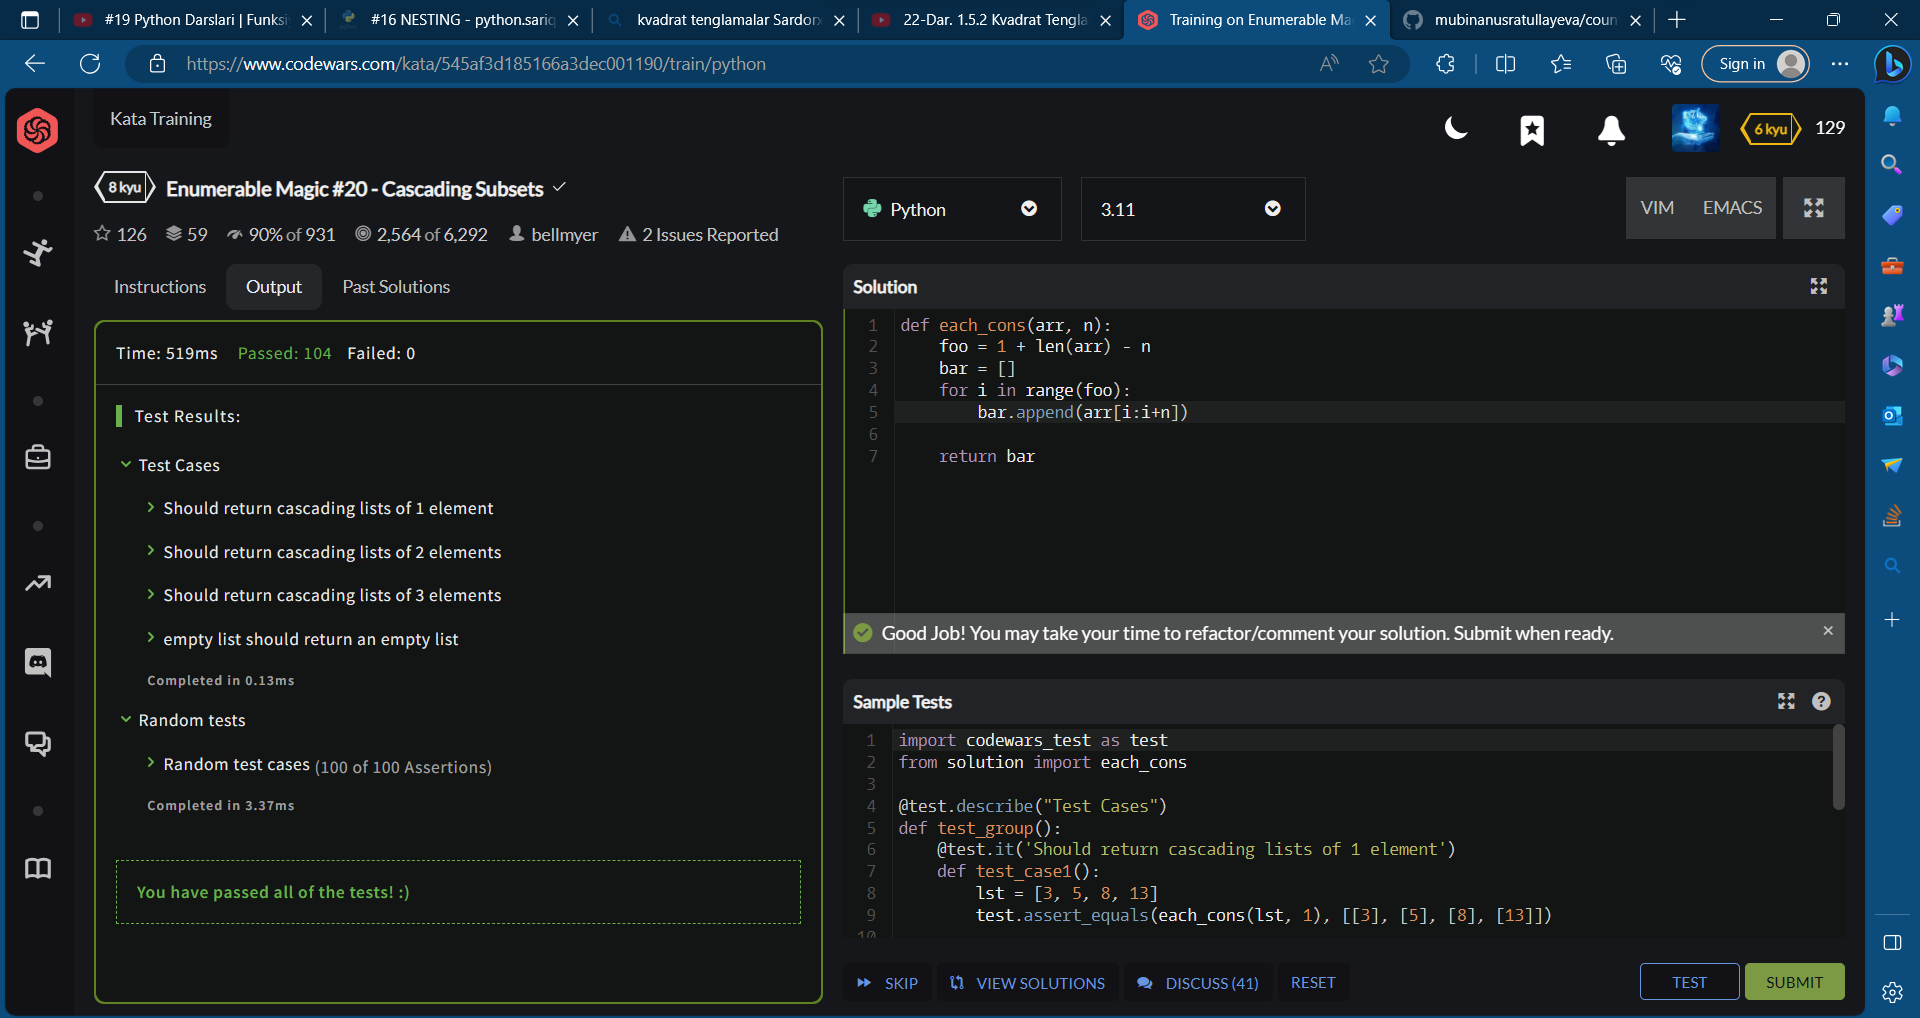 #19 Python Darslari | Funksi
#16 NESTING - python.sariq
kvadrat tenglamalar Sardor
22-Dar. 1.5.2 Kvadrat Tengla
Training on Enumerable Ma
mubinanusratullayeva/coun
https://www.codewars.com/kata/545af3d185166a3dec001190/train/python
Sign in
Kata Training
6 kyu
129
8 kyu
Enumerable Magic #20 - Cascading Subsets
126
59
90% of 931
2,564 of 6,292
bellmyer
2 Issues Reported
Python
3.11
VIM
EMACS
Instructions
Output
Past Solutions
Time: 519ms Passed: 104 Failed: 0
Test Results:
Test Cases
Should return cascading lists of 1 element
Should return cascading lists of 2 elements
Should return cascading lists of 3 elements
empty list should return an empty list
Completed in 0.13ms
Random tests
Random test cases (100 of 100 Assertions)
Completed in 3.37ms
You have passed all of the tests! :)
Solution
1 def each_cons(arr, n):
2     foo = 1 + len(arr) - n
3     bar = []
4     for i in range(foo):
5         bar.append(arr[i:i+n])
6
7     return bar
Good Job! You may take your time to refactor/comment your solution. Submit when ready.
Sample Tests
1 import codewars_test as test
2 from solution import each_cons
3
4 @test.describe("Test Cases")
5 def test_group():
6     @test.it('Should return cascading lists of 1 element')
7     def test_case1():
8         lst = [3, 5, 8, 13]
9         test.assert_equals(each_cons(lst, 1), [[3], [5], [8], [13]])
10
SKIP
VIEW SOLUTIONS
DISCUSS (41)
RESET
TEST
SUBMIT